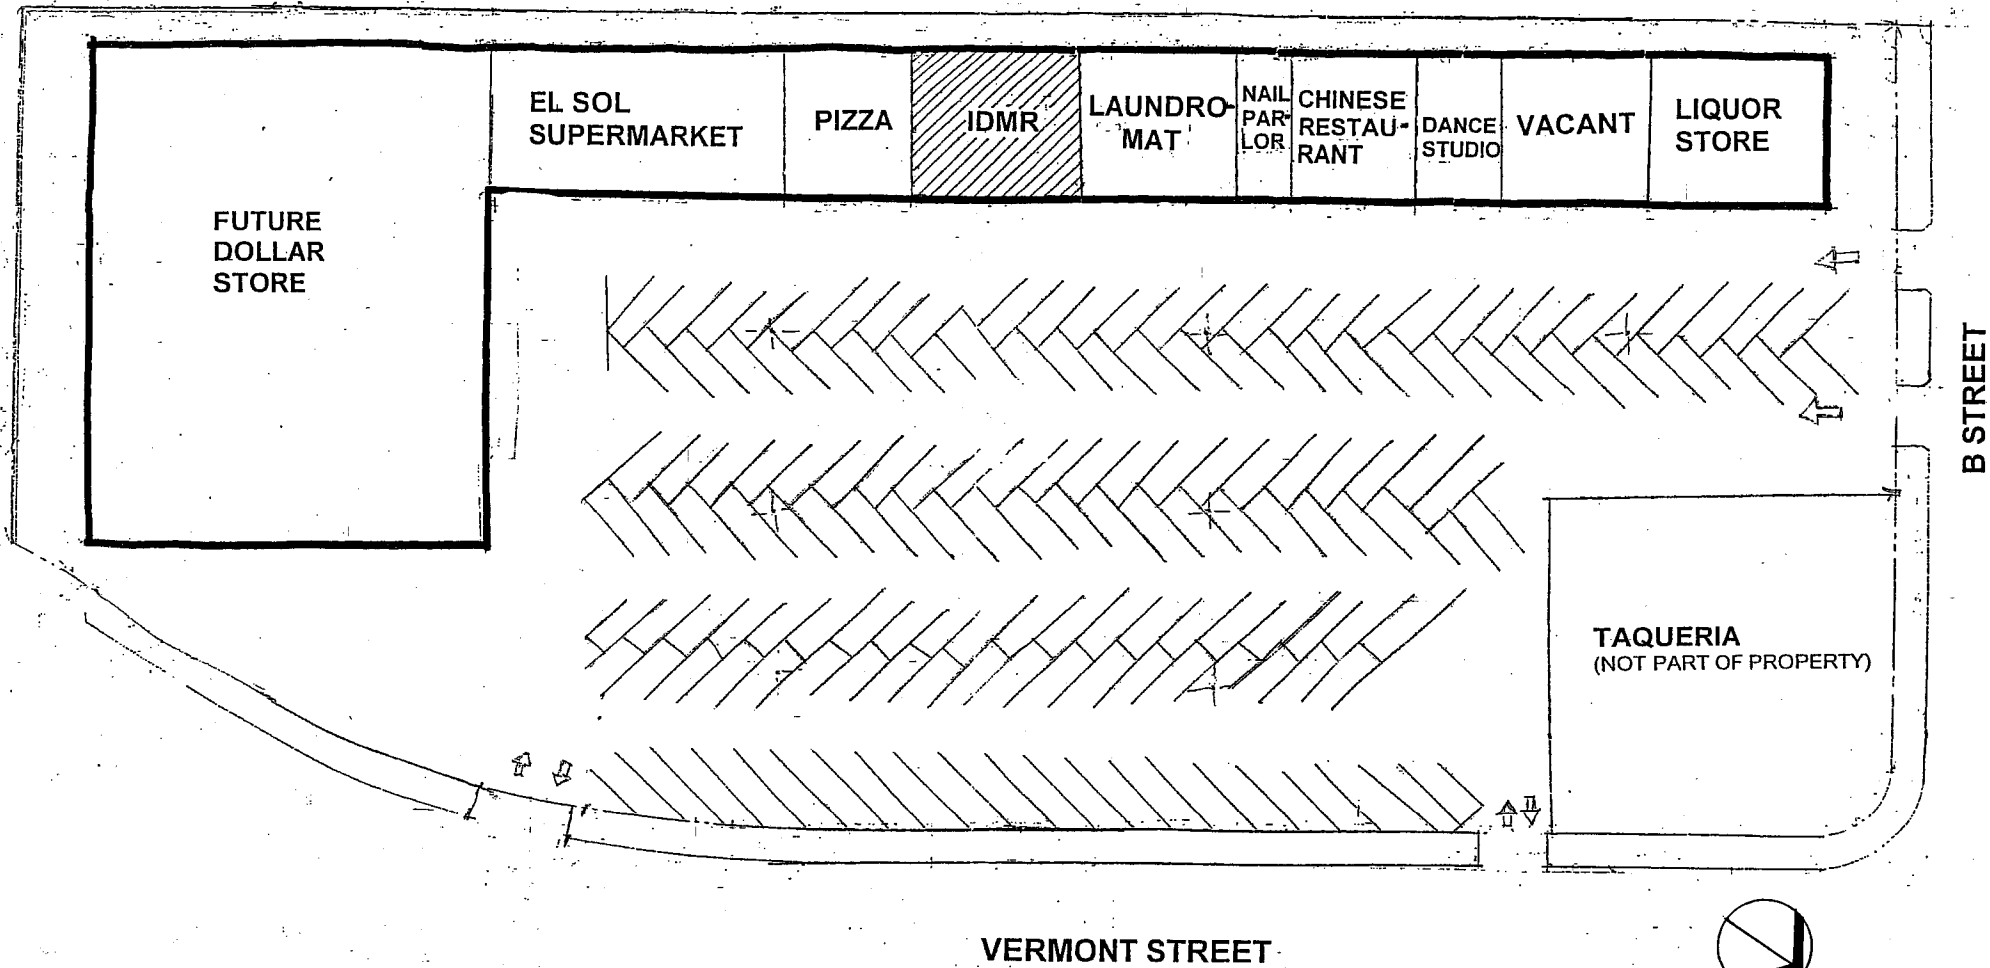 EL SOL
SUPERMARKET
PIZZA
IDMR
LAUNDRO-
MAT
NAIL
PAR-
LOR
CHINESE
RESTAU-
RANT
DANCE
STUDIO
VACANT
LIQUOR
STORE
FUTURE
DOLLAR
STORE
B STREET
TAQUERIA
(NOT PART OF PROPERTY)
VERMONT STREET